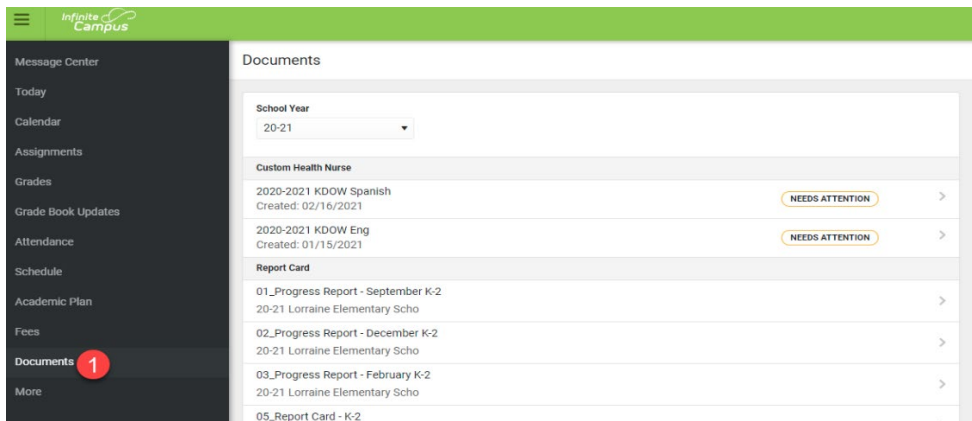 Infinite
Campus
Message Center
Today
Calendar
Assignments
Grades
Grade Book Updates
Attendance
Schedule
Academic Plan
Fees
Documents 1
More
Documents
School Year
20-21
Custom Health Nurse
2020-2021 KDOW Spanish
Created: 02/16/2021
NEEDS ATTENTION
2020-2021 KDOW Eng
Created: 01/15/2021
NEEDS ATTENTION
Report Card
01_Progress Report - September K-2
20-21 Lorraine Elementary Scho
02_Progress Report - December K-2
20-21 Lorraine Elementary Scho
03_Progress Report - February K-2
20-21 Lorraine Elementary Scho
05_Report Card - K-2